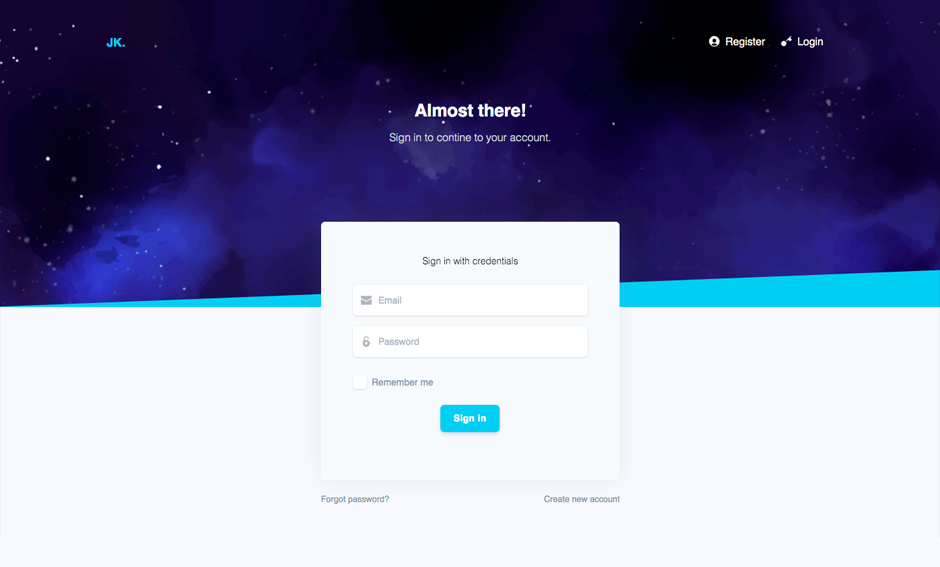 JK.
Register
Login
Almost there!
Sign in to contine to your account.
Sign in with credentials
Email
Password
Remember me
Sign in
Forgot password?
Create new account